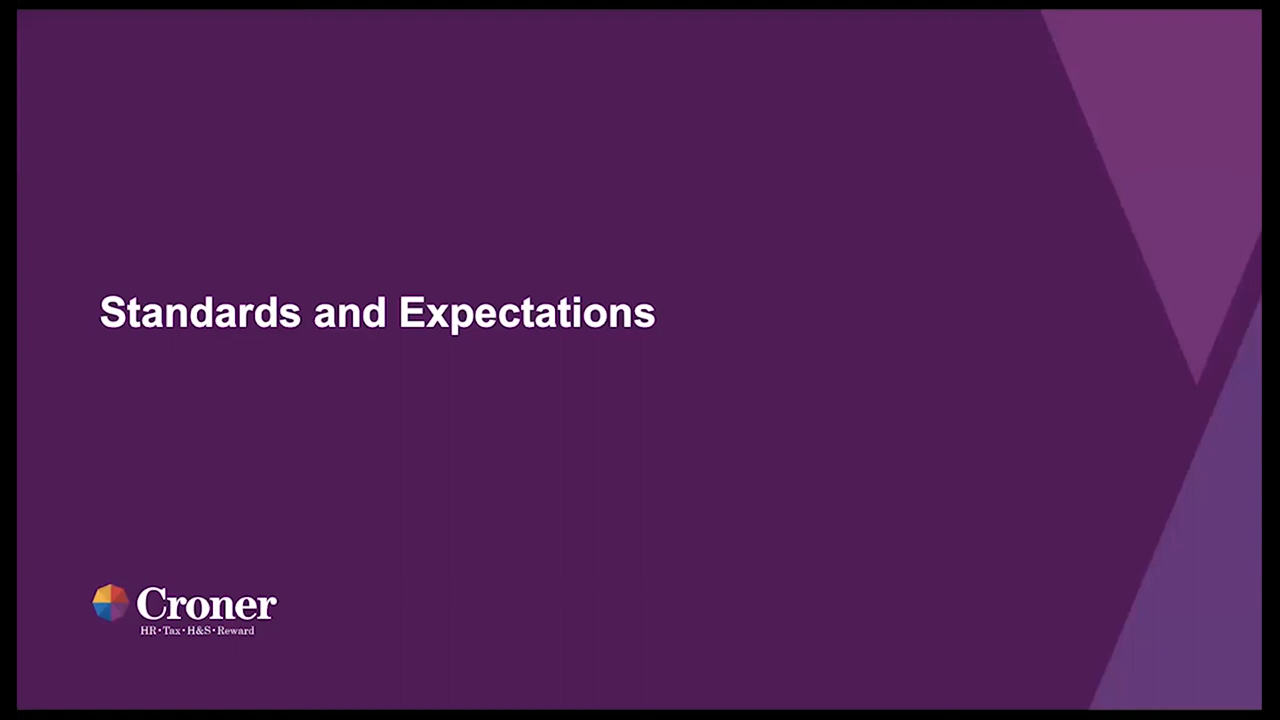 Standards and Expectations
Croner
HR • Tax • H&S • Reward